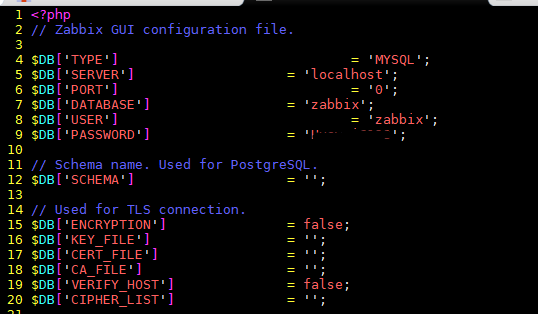 1 <?php
2 // Zabbix GUI configuration file.
3
4 $DB['TYPE'] = 'MYSQL';
5 $DB['SERVER'] = 'localhost';
6 $DB['PORT'] = '0';
7 $DB['DATABASE'] = 'zabbix';
8 $DB['USER'] = 'zabbix';
9 $DB['PASSWORD'] = '';
10
11 // Schema name. Used for PostgreSQL.
12 $DB['SCHEMA'] = '';
13
14 // Used for TLS connection.
15 $DB['ENCRYPTION'] = false;
16 $DB['KEY_FILE'] = '';
17 $DB['CERT_FILE'] = '';
18 $DB['CA_FILE'] = '';
19 $DB['VERIFY_HOST'] = false;
20 $DB['CIPHER_LIST'] = '';